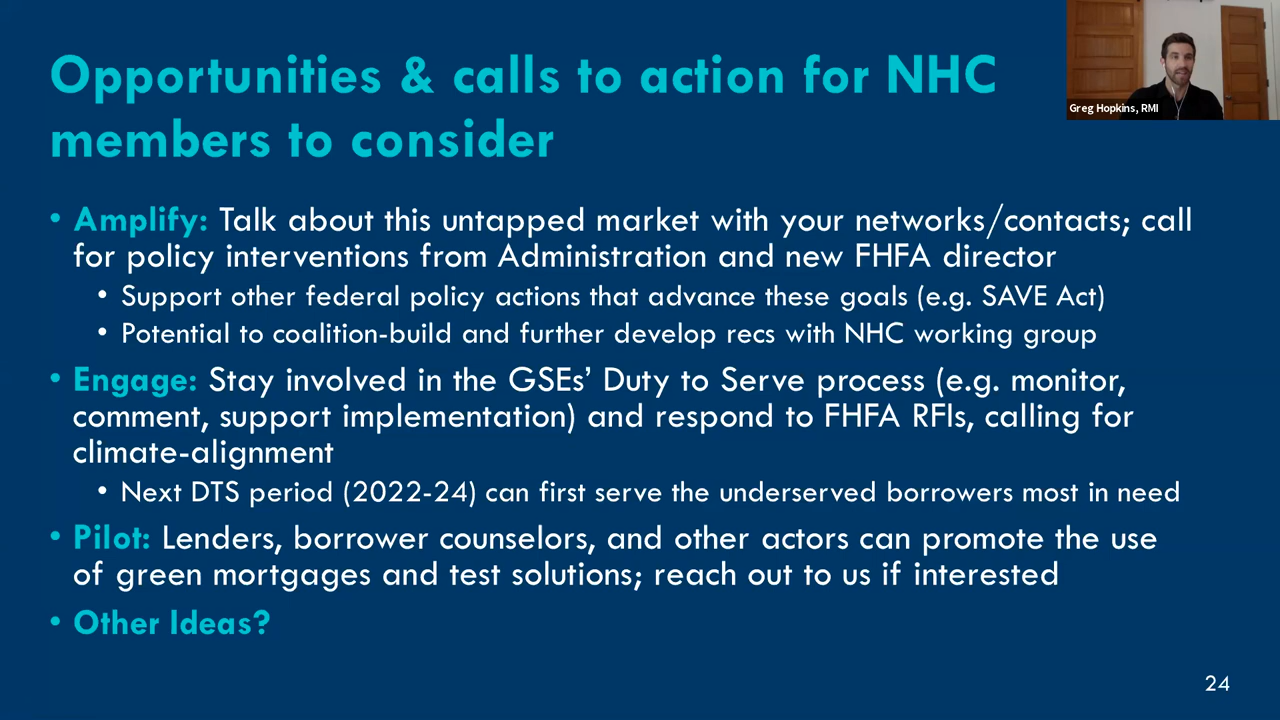 Opportunities & calls to action for NHC
members to consider
Greg Hopkins, RMI
• Amplify: Talk about this untapped market with your networks/contacts; call
for policy interventions from Administration and new FHFA director
• Support other federal policy actions that advance these goals (e.g. SAVE Act)
• Potential to coalition-build and further develop recs with NHC working group
• Engage: Stay involved in the GSEs’ Duty to Serve process (e.g. monitor,
comment, support implementation) and respond to FHFA RFIs, calling for
climate-alignment
• Next DTS period (2022-24) can first serve the underserved borrowers most in need
• Pilot: Lenders, borrower counselors, and other actors can promote the use
of green mortgages and test solutions; reach out to us if interested
• Other Ideas?
24